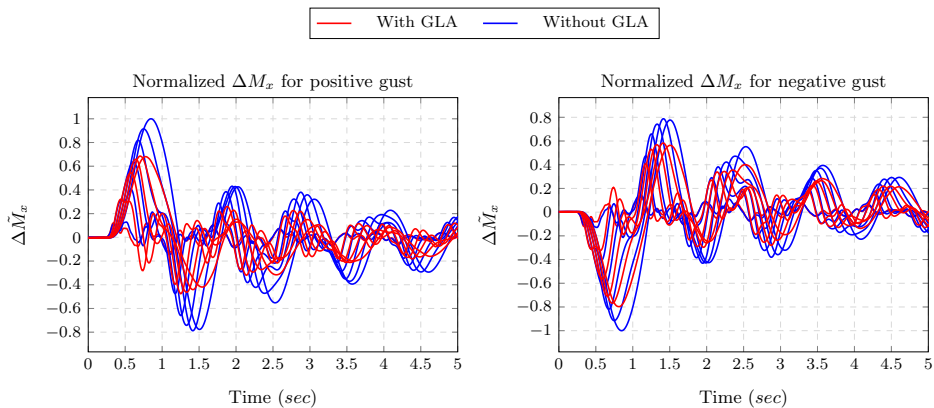 With GLA Without GLA
Normalized ΔM_x for positive gust
1
0.8
0.6
0.4
0.2
0
−0.2
−0.4
−0.6
−0.8
0 0.5 1 1.5 2 2.5 3 3.5 4 4.5 5
ΔM̃_x
Time (sec)
Normalized ΔM_x for negative gust
0.8
0.6
0.4
0.2
0
−0.2
−0.4
−0.6
−0.8
−1
0 0.5 1 1.5 2 2.5 3 3.5 4 4.5 5
ΔM̃_x
Time (sec)